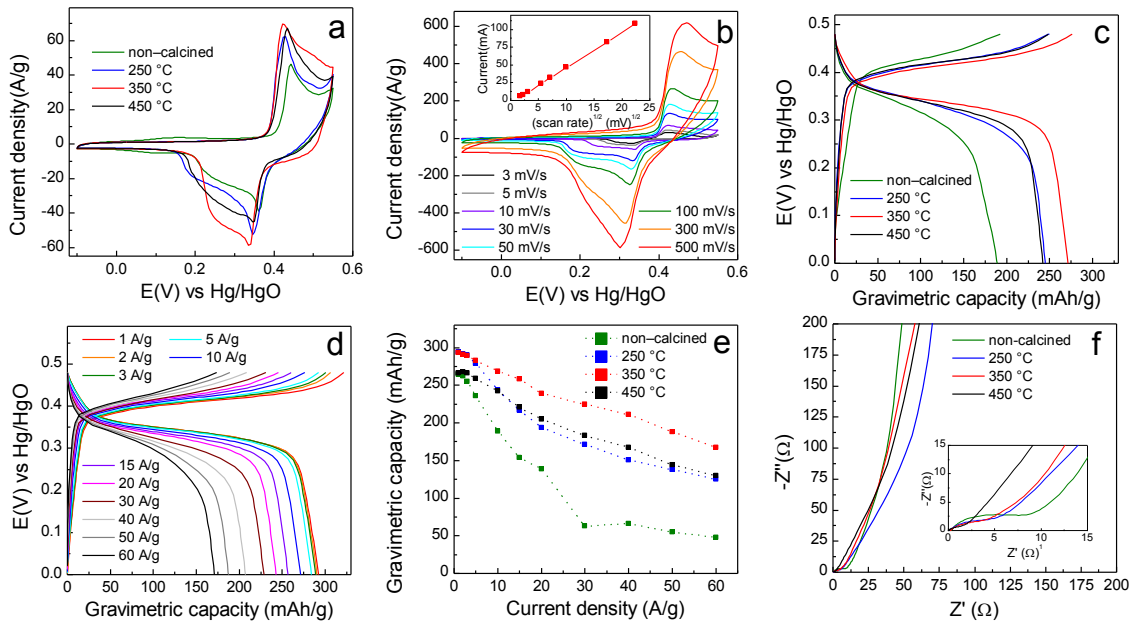 a
Current density(A/g)
80
60
40
20
0
-20
-40
-60
non–calcined
250 °C
350 °C
450 °C
0.0
0.2
0.4
0.6
E(V) vs Hg/HgO
b
Current density(A/g)
600
400
200
0
-200
-400
-600
Current(mA)
100
75
50
25
0
0 5 10 15 20 25
(scan rate)1/2 (mV)1/2
3 mV/s
5 mV/s
10 mV/s
30 mV/s
50 mV/s
100 mV/s
300 mV/s
500 mV/s
0.0
0.2
0.4
0.6
E(V) vs Hg/HgO
c
E(V) vs Hg/HgO
0.5
0.4
0.3
0.2
0.1
0.0
non–calcined
250 °C
350 °C
450 °C
0 50 100 150 200 250 300
Gravimetric capacity (mAh/g)
d
E(V) vs Hg/HgO
0.5
0.4
0.3
0.2
0.1
0.0
1 A/g
2 A/g
3 A/g
5 A/g
10 A/g
15 A/g
20 A/g
30 A/g
40 A/g
50 A/g
60 A/g
0 50 100 150 200 250 300
Gravimetric capacity (mAh/g)
e
Gravimetric capacity (mAh/g)
350
300
250
200
150
100
50
0
non–calcined
250 °C
350 °C
450 °C
0 10 20 30 40 50 60
Current density (A/g)
f
-Z"(Ω)
200
175
150
125
100
75
50
25
0
non-calcined
250 °C
350 °C
450 °C
-Z"(Ω)
15
10
5
0
0 5 10 15
Z' (Ω)1
0 25 50 75 100 125 150 175 200
Z' (Ω)